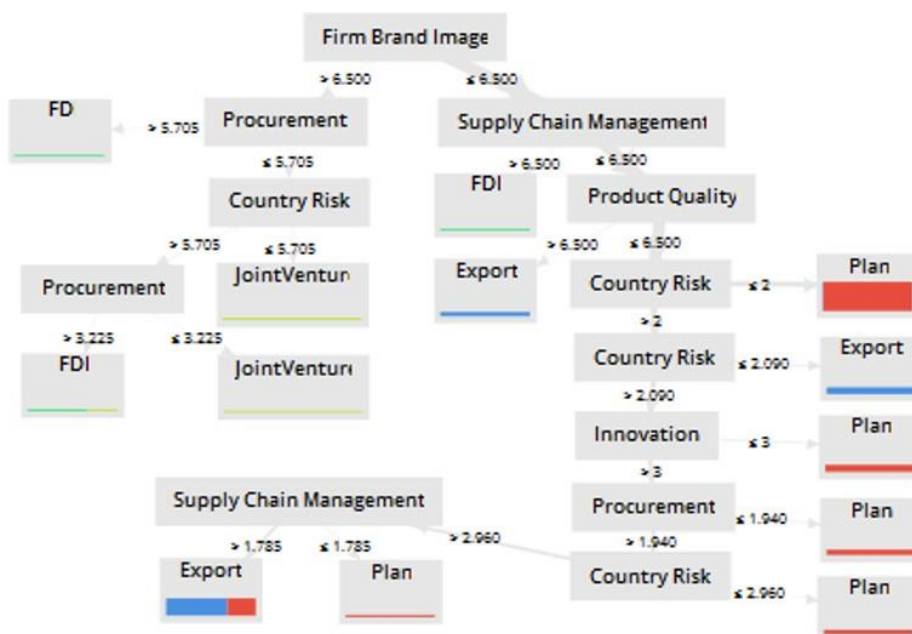 Firm Brand Image
> 6.500
≤ 6.500
FD
> 5.705
Procurement
Supply Chain Management
≤ 5.705
> 6.500
≤ 6.500
Country Risk
FDI
Product Quality
> 5.705
≤ 5.705
> 6.500
≤ 6.500
Procurement
JointVenture
Export
Country Risk
≤ 2
Plan
> 2
> 3.225
≤ 3.225
Country Risk
≤ 2.090
Export
FDI
JointVenture
> 2.090
Innovation
≤ 3
Plan
> 3
Supply Chain Management
Procurement
≤ 1.940
Plan
> 1.785
≤ 1.785
> 2.960
> 1.940
Export
Plan
Country Risk
≤ 2.960
Plan